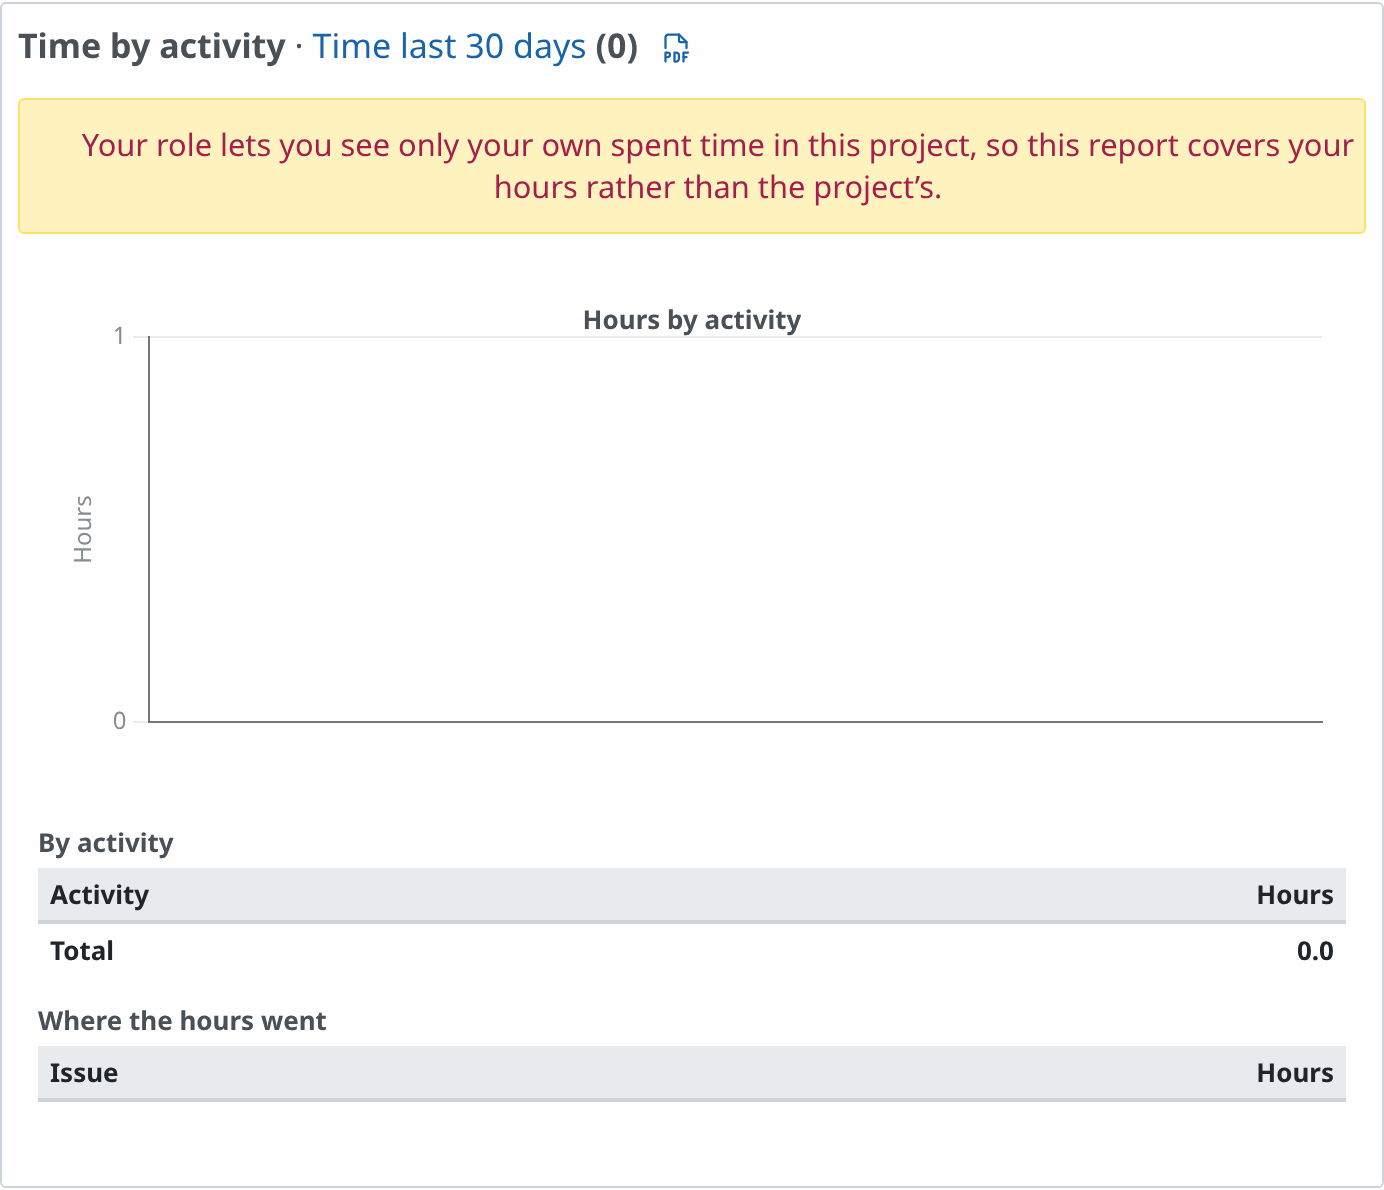 Time by activity · Time last 30 days (0) PDF
Your role lets you see only your own spent time in this project, so this report covers your
hours rather than the project’s.
Hours by activity
1
Hours
0
By activity
Activity Hours
Total 0.0
Where the hours went
Issue Hours